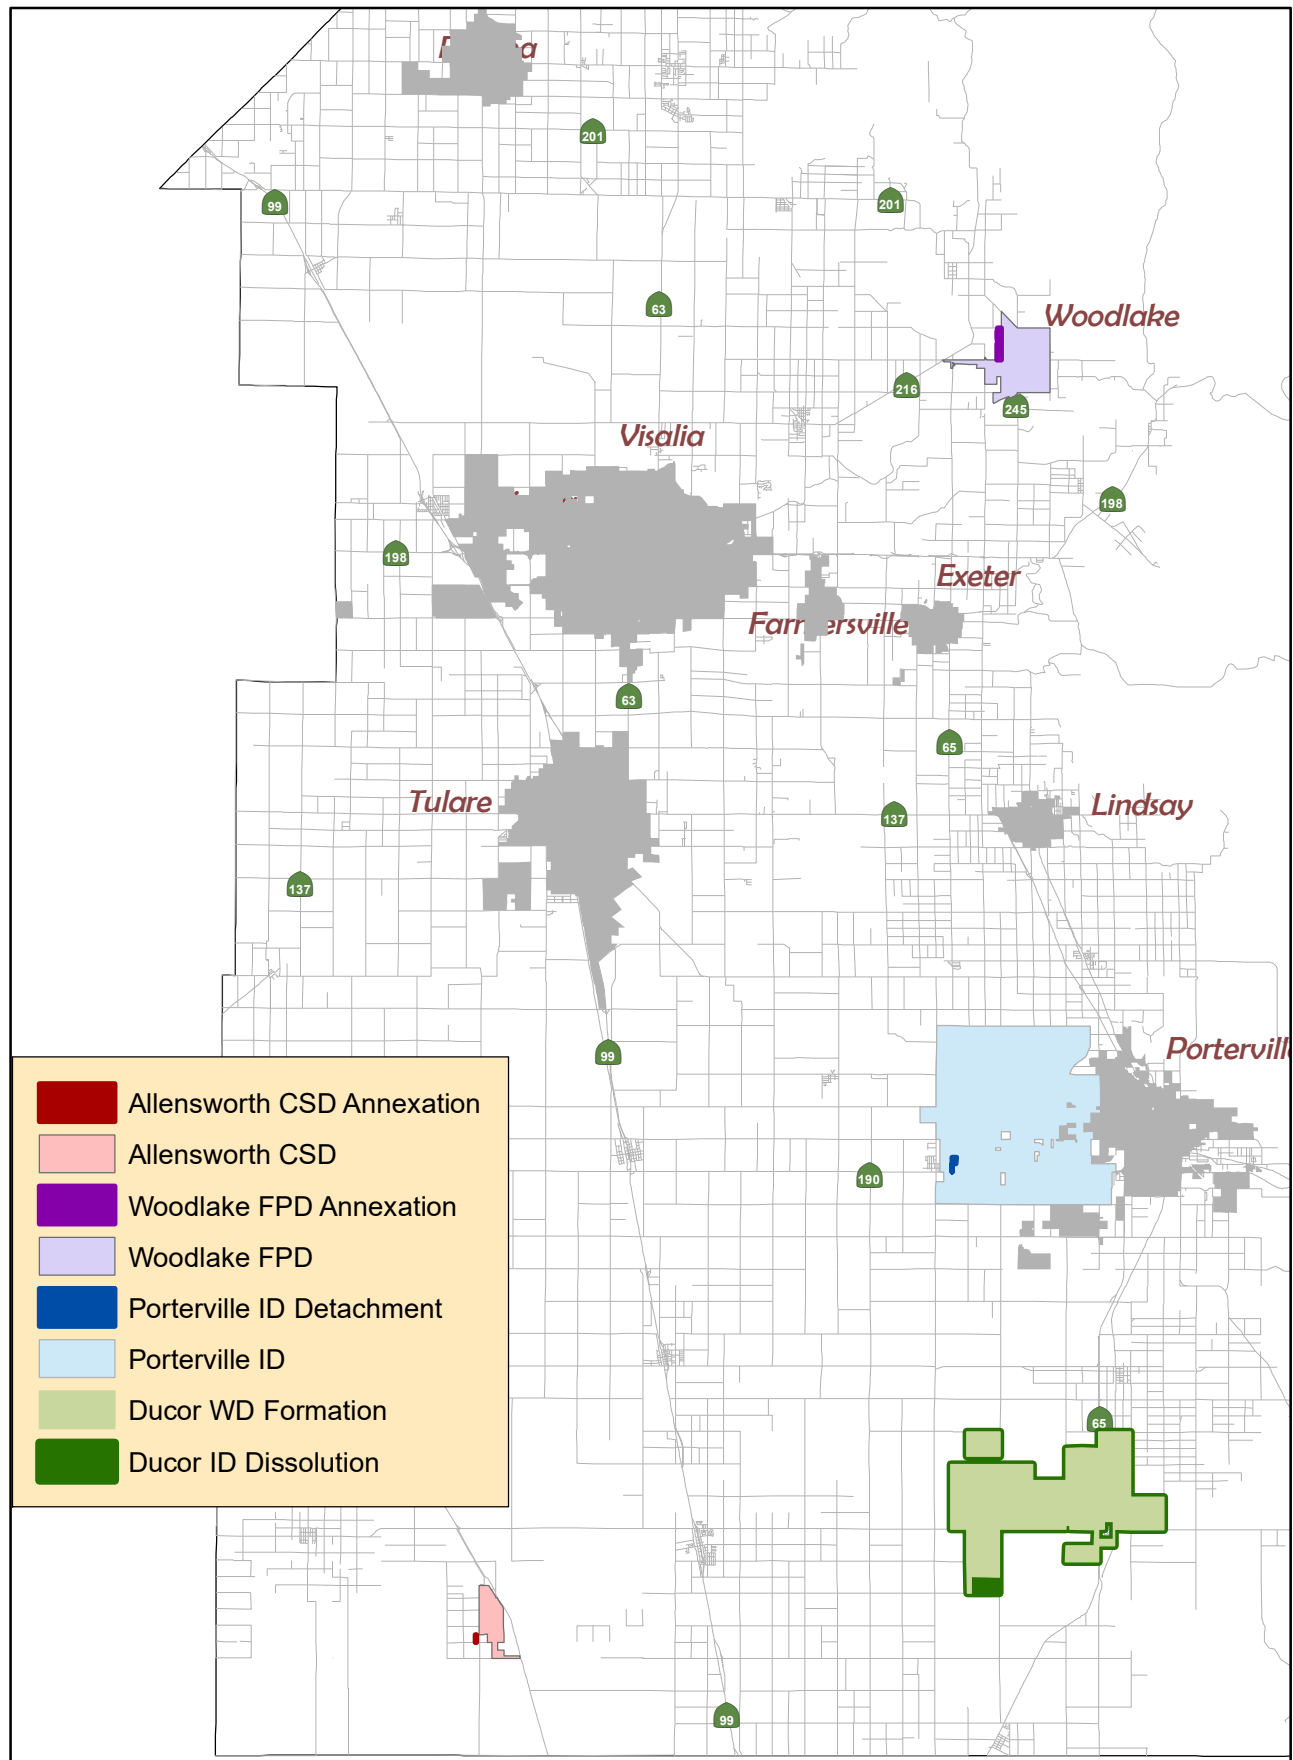 201
99
201
63
Woodlake
216
245
Visalia
198
198
Exeter
Farmersville
63
65
Tulare
Lindsay
137
137
99
Porterville
190
Allensworth CSD Annexation
Allensworth CSD
Woodlake FPD Annexation
Woodlake FPD
Porterville ID Detachment
Porterville ID
Ducor WD Formation
Ducor ID Dissolution
65
99